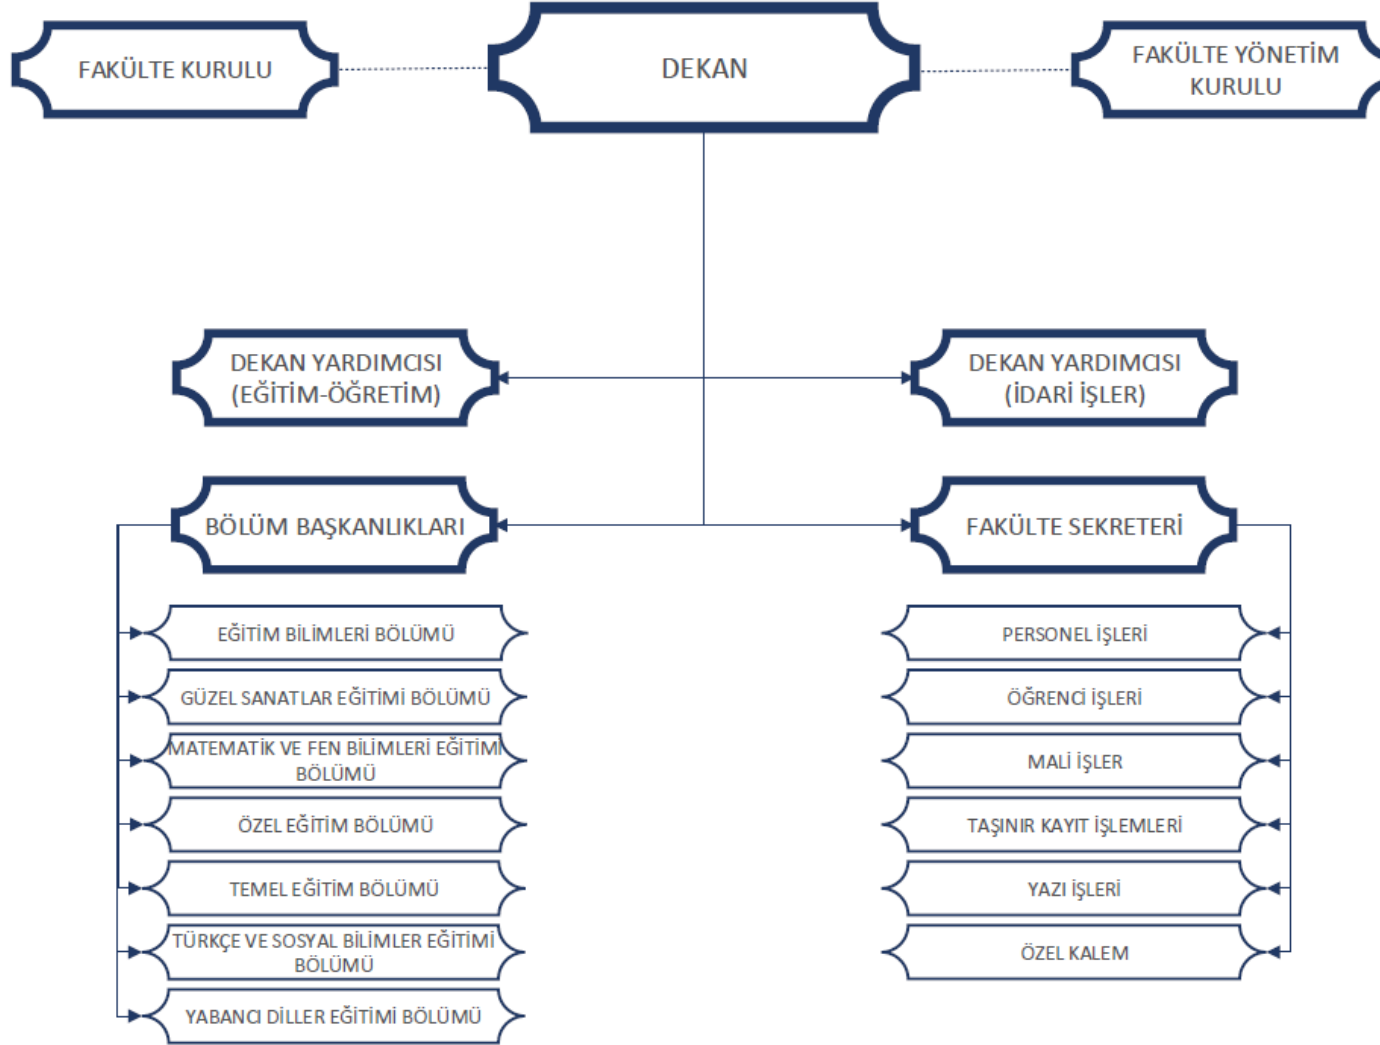 FAKÜLTE KURULU
DEKAN
FAKÜLTE YÖNETİM
KURULU
DEKAN YARDIMCISI
(EĞİTİM-ÖĞRETİM)
DEKAN YARDIMCISI
(İDARİ İŞLER)
BÖLÜM BAŞKANLIKLARI
FAKÜLTE SEKRETERİ
EĞİTİM BİLİMLERİ BÖLÜMÜ
GÜZEL SANATLAR EĞİTİMİ BÖLÜMÜ
MATEMATİK VE FEN BİLİMLERİ EĞİTİMİ
BÖLÜMÜ
ÖZEL EĞİTİM BÖLÜMÜ
TEMEL EĞİTİM BÖLÜMÜ
TÜRKÇE VE SOSYAL BİLİMLER EĞİTİMİ
BÖLÜMÜ
YABANCI DİLLER EĞİTİMİ BÖLÜMÜ
PERSONEL İŞLERİ
ÖĞRENCİ İŞLERİ
MALİ İŞLER
TAŞINIR KAYIT İŞLEMLERİ
YAZI İŞLERİ
ÖZEL KALEM